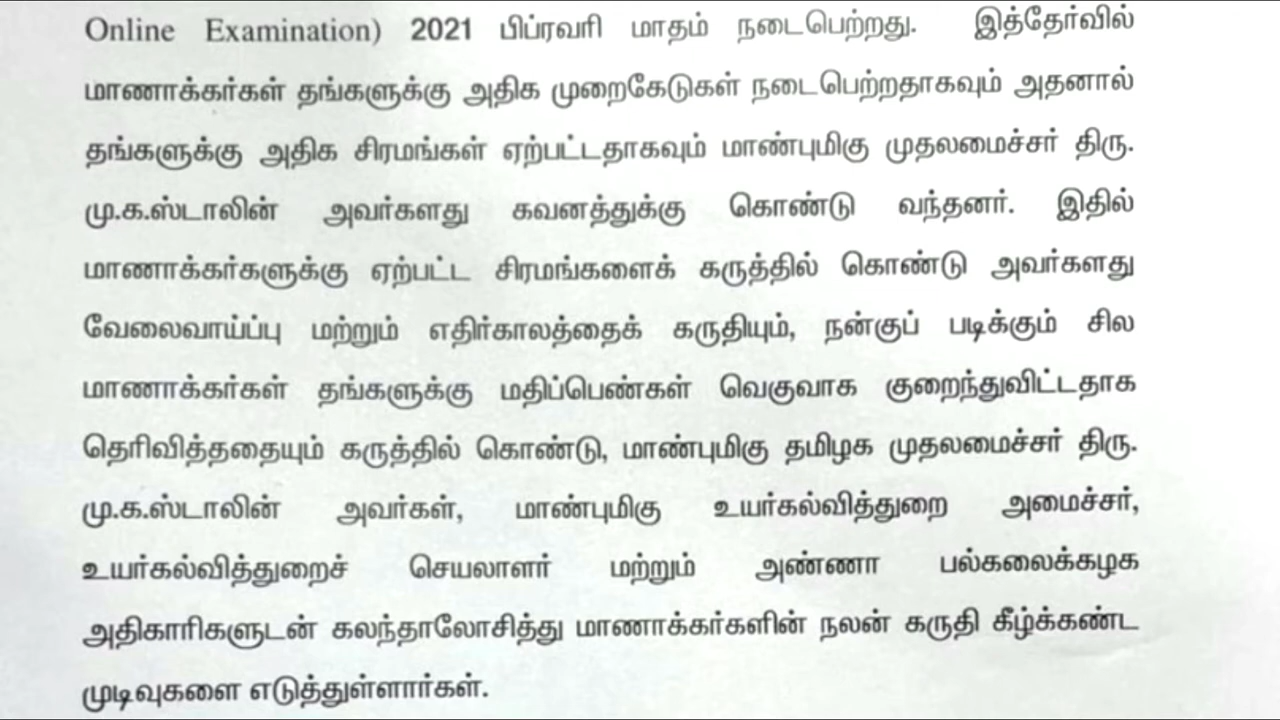 Online Examination) 2021 பிப்ரவரி மாதம் நடைபெற்றது. இத்தேர்வில்
மாணாக்கர்கள் தங்களுக்கு அதிக முறைகேடுகள் நடைபெற்றதாகவும் அதனால்
தங்களுக்கு அதிக சிரமங்கள் ஏற்பட்டதாகவும் மாண்புமிகு முதலமைச்சர் திரு.
மு.க.ஸ்டாலின் அவர்களது கவனத்துக்கு கொண்டு வந்தனர். இதில்
மாணாக்கர்களுக்கு ஏற்பட்ட சிரமங்களைக் கருத்தில் கொண்டு அவர்களது
வேலைவாய்ப்பு மற்றும் எதிர்காலத்தைக் கருதியும், நன்குப் படிக்கும் சில
மாணாக்கர்கள் தங்களுக்கு மதிப்பெண்கள் வெகுவாக குறைந்துவிட்டதாக
தெரிவித்ததையும் கருத்தில் கொண்டு, மாண்புமிகு தமிழக முதலமைச்சர் திரு.
மு.க.ஸ்டாலின் அவர்கள், மாண்புமிகு உயர்கல்வித்துறை அமைச்சர்,
உயர்கல்வித்துறைச் செயலாளர் மற்றும் அண்ணா பல்கலைக்கழக
அதிகாரிகளுடன் கலந்தாலோசித்து மாணாக்கர்களின் நலன் கருதி கீழ்க்கண்ட
முடிவுகளை எடுத்துள்ளார்கள்.